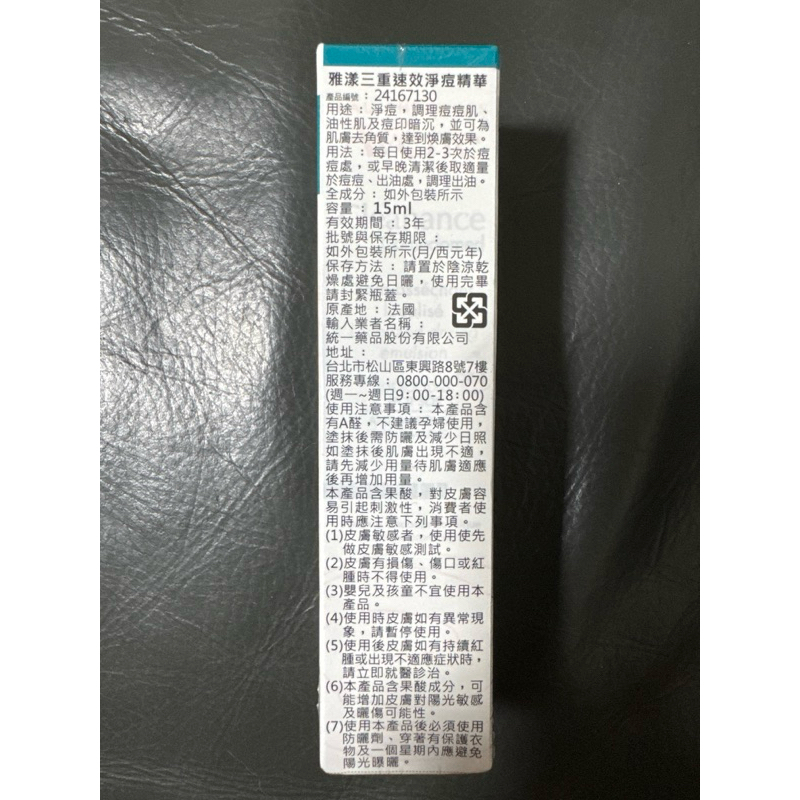 雅漾三重速效淨痘精華
產品編號：24167130
用途：淨痘，調理痘痘肌、
油性肌及痘印暗沉，並可為
肌膚去角質，達到煥膚效果。
用法：每日使用2-3次於痘
痘處，或早晚清潔後取適量
於痘痘、出油處，調理出油。
全成分：如外包裝所示
容量：15ml
有效期間：3年
批號與保存期限：
如外包裝所示(月/西元年)
保存方法：請置於陰涼乾
燥處避免日曬，使用完畢
請封緊瓶蓋。
原產地：法國
輸入業者名稱：
統一藥品股份有限公司
地址：
台北市松山區東興路8號7樓
服務專線：0800-000-070
(週一~週日9:00-18:00)
使用注意事項：本產品含
有A醛，不建議孕婦使用，
塗抹後需防曬及減少日照
如塗抹後肌膚出現不適，
請先減少用量待肌膚適應
後再增加用量。
本產品含果酸，對皮膚容
易引起刺激性，消費者使
用時應注意下列事項。
(1)皮膚敏感者，使用使先
做皮膚敏感測試。
(2)皮膚有損傷、傷口或紅
腫時不得使用。
(3)嬰兒及孩童不宜使用本
產品。
(4)使用時皮膚如有異常現
象，請暫停使用。
(5)使用後皮膚如有持續紅
腫或出現不適應症狀時，
請立即就醫診治。
(6)本產品含果酸成分，可
能增加皮膚對陽光敏感
及曬傷可能性。
(7)使用本產品後必須使用
防曬劑、穿著有保護衣
物及一個星期內應避免
陽光曝曬。